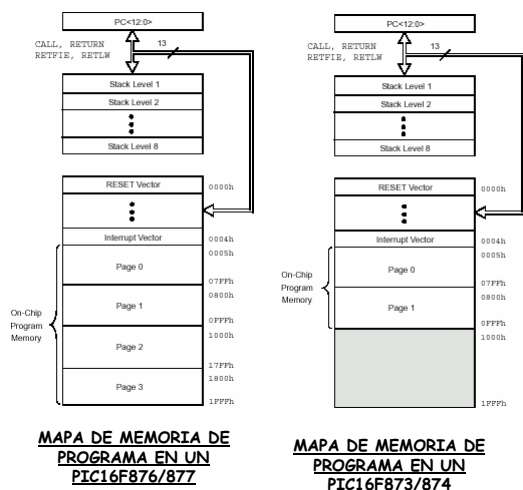 PC<12:0>
CALL, RETURN
RETFIE, RETLW
13
Stack Level 1
Stack Level 2
Stack Level 8
RESET Vector
0000h
Interrupt Vector
0004h
0005h
On-Chip
Program
Memory
Page 0
07FFh
0800h
Page 1
0FFFh
1000h
Page 2
17FFh
1800h
Page 3
1FFFh
MAPA DE MEMORIA DE
PROGRAMA EN UN
PIC16F876/877
PC<12:0>
CALL, RETURN
RETFIE, RETLW
13
Stack Level 1
Stack Level 2
Stack Level 8
RESET Vector
0000h
Interrupt Vector
0004h
0005h
On-Chip
Program
Memory
Page 0
07FFh
0800h
Page 1
0FFFh
1000h
1FFFh
MAPA DE MEMORIA DE
PROGRAMA EN UN
PIC16F873/874